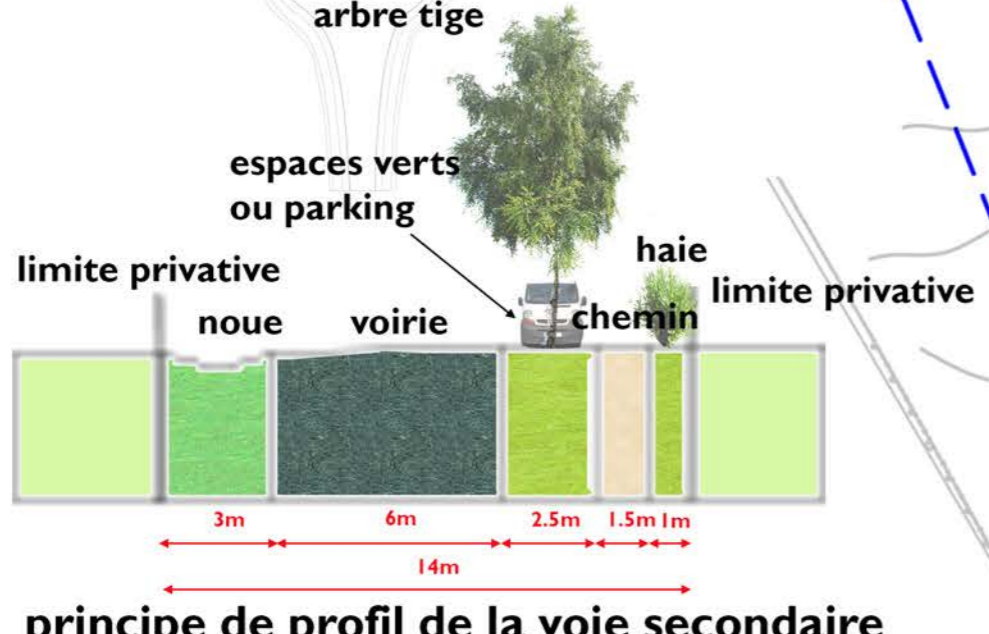 arbre tige
espaces verts
ou parking
haie
limite privative
limite privative
noue
voirie
chemin
3m
6m
2.5m
1.5m
1m
14m
principe de profil de la voie secondaire